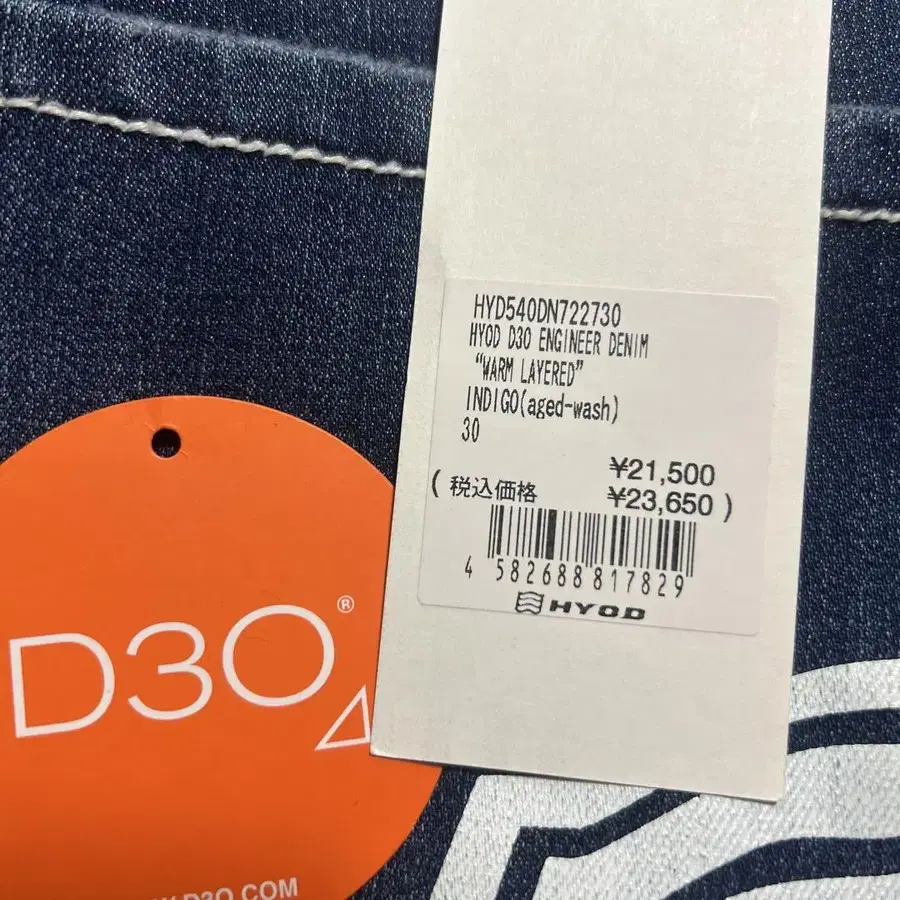 HYD540DN722730
HYOD D3O ENGINEER DENIM
“WARM LAYERED”
INDIGO(aged-wash)
30
¥21,500
( 税込価格 ¥23,650 )
4 582688 817829
HYOD
D3O®
D3O.COM